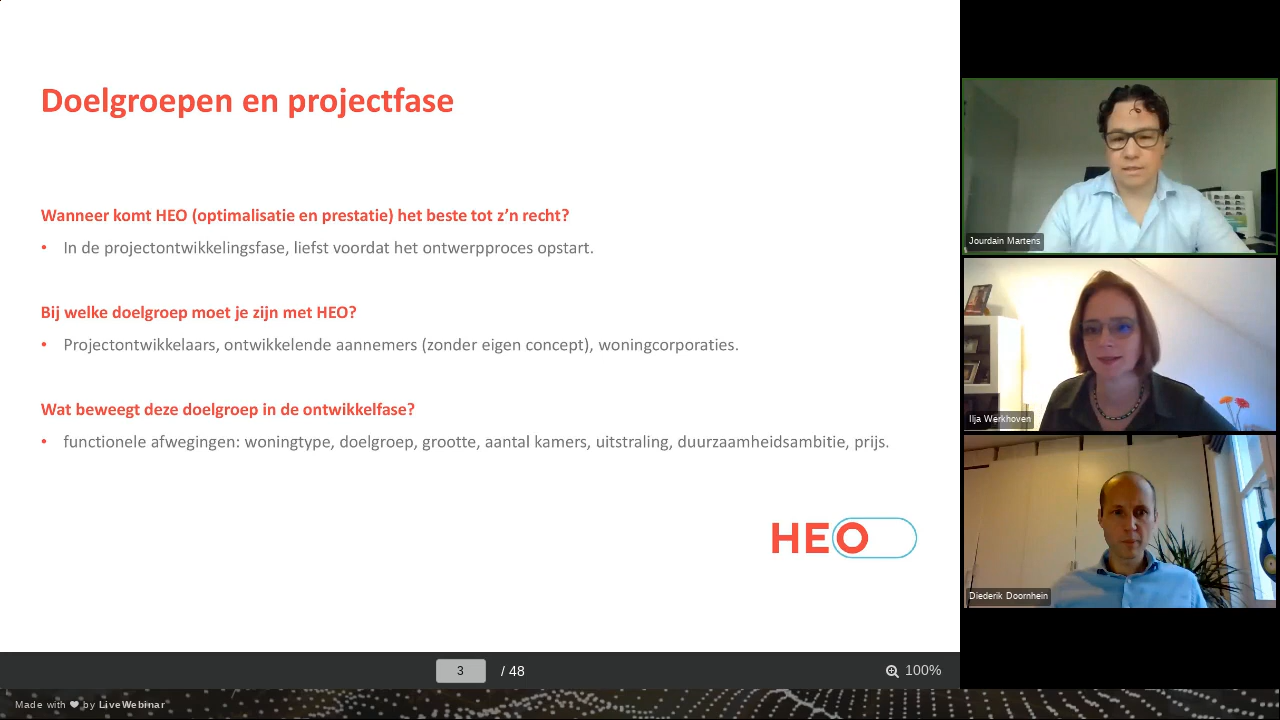 Doelgroepen en projectfase
Wanneer komt HEO (optimalisatie en prestatie) het beste tot z’n recht?
• In de projectontwikkelingsfase, liefst voordat het ontwerpproces opstart.
Bij welke doelgroep moet je zijn met HEO?
• Projectontwikkelaars, ontwikkelende aannemers (zonder eigen concept), woningcorporaties.
Wat beweegt deze doelgroep in de ontwikkelfase?
• functionele afwegingen: woningtype, doelgroep, grootte, aantal kamers, uitstraling, duurzaamheidsambitie, prijs.
HEO
3 / 48
100%
Made with ❤ by LiveWebinar
Jourdain Martens
Ilja Werkhoven
Diederik Doornhein